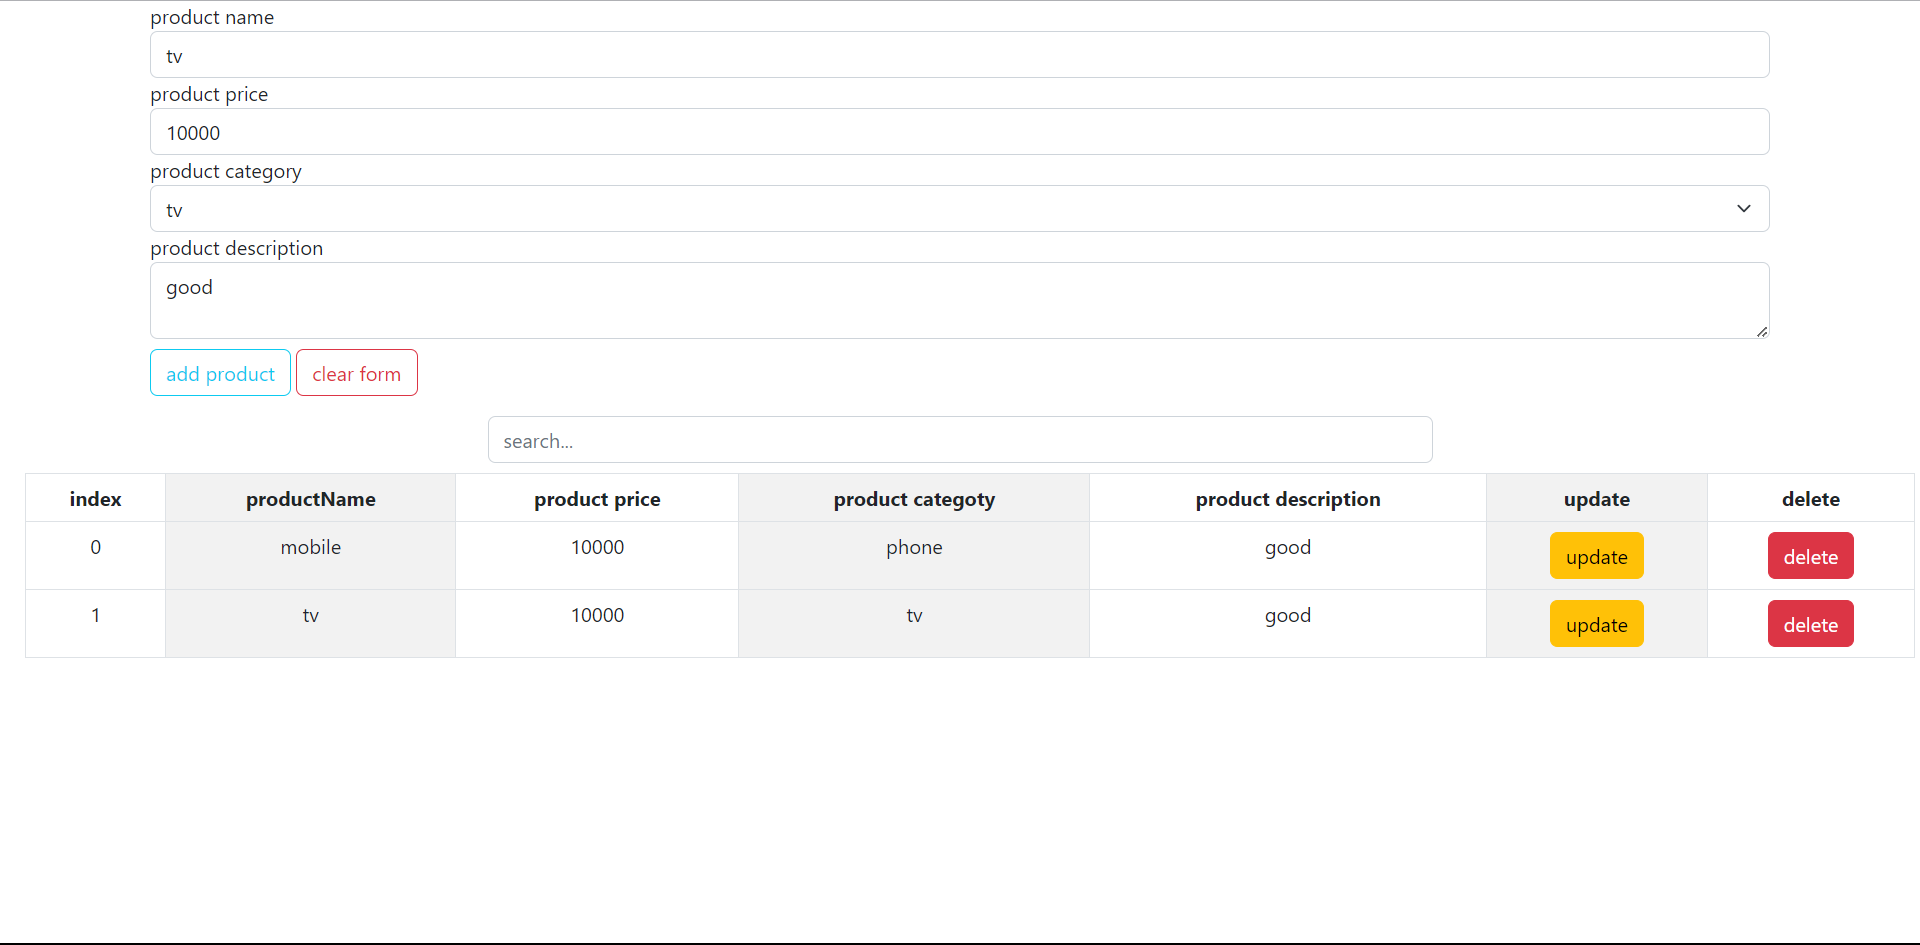 product name
tv
product price
10000
product category
tv
product description
good
add product clear form
search...
index productName product price product categoty product description update delete
0 mobile 10000 phone good update delete
1 tv 10000 tv good update delete